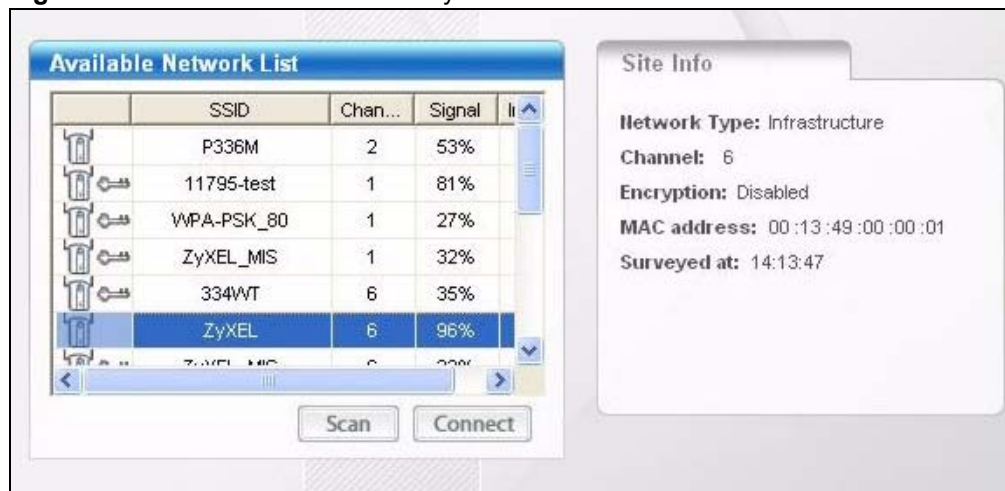 Available Network List
SSID Chan... Signal
P336M 2 53%
11795-test 1 81%
WPA-PSK_80 1 27%
ZyXEL_MIS 1 32%
334WT 6 35%
ZyXEL 6 96%
Scan Connect
Site Info
Network Type: Infrastructure
Channel: 6
Encryption: Disabled
MAC address: 00 :13 :49 :00 :00 :01
Surveyed at: 14:13:47